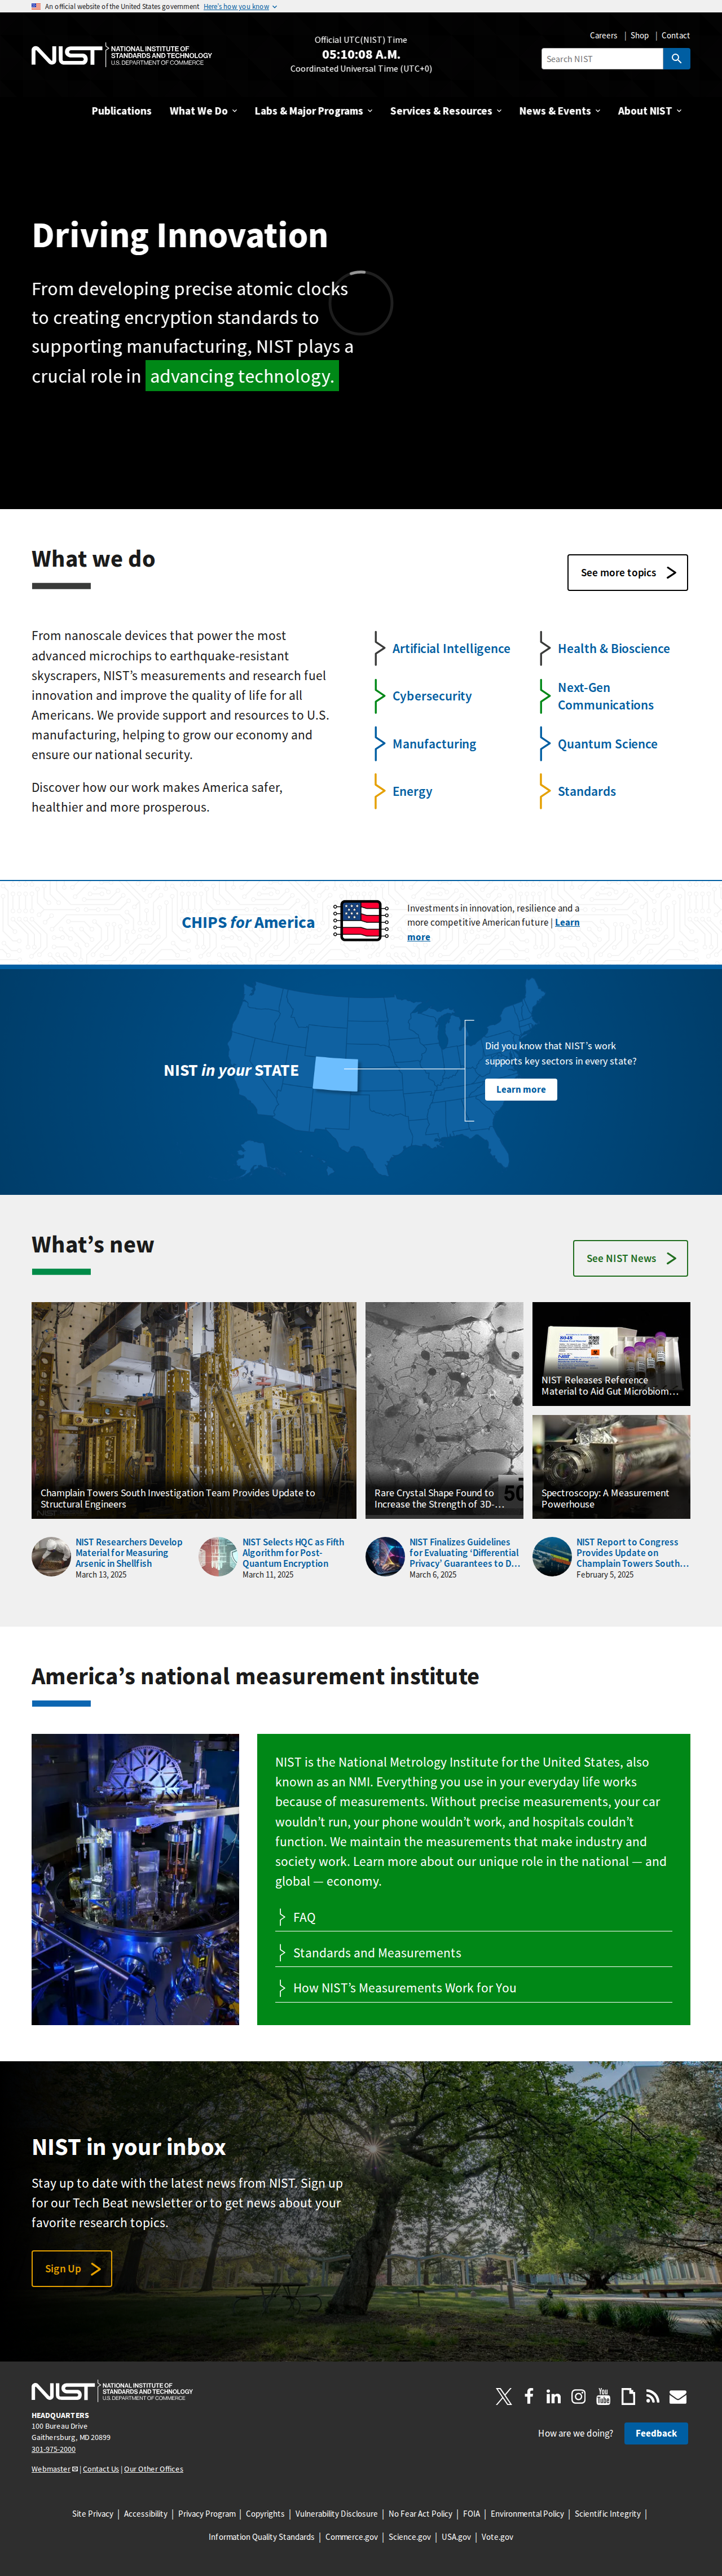 An official website of the United States government Here's how you know
NIST NATIONAL INSTITUTE OF
STANDARDS AND TECHNOLOGY
U.S. DEPARTMENT OF COMMERCE
Official UTC(NIST) Time
05:10:08 A.M.
Coordinated Universal Time (UTC+0)
Careers | Shop | Contact
Search NIST
Publications What We Do Labs & Major Programs Services & Resources News & Events About NIST
Driving Innovation
From developing precise atomic clocks
to creating encryption standards to
supporting manufacturing, NIST plays a
crucial role in advancing technology.
What we do
See more topics
From nanoscale devices that power the most
advanced microchips to earthquake-resistant
skyscrapers, NIST's measurements and research fuel
innovation and improve the quality of life for all
Americans. We provide support and resources to U.S.
manufacturing, helping to grow our economy and
ensure our national security.
Discover how our work makes America safer,
healthier and more prosperous.
Artificial Intelligence
Cybersecurity
Manufacturing
Energy
Health & Bioscience
Next-Gen
Communications
Quantum Science
Standards
CHIPS for America
Investments in innovation, resilience and a
more competitive American future | Learn
more
NIST in your STATE
Did you know that NIST's work
supports key sectors in every state?
Learn more
What's new
See NIST News
Champlain Towers South Investigation Team Provides Update to
Structural Engineers
Rare Crystal Shape Found to
Increase the Strength of 3D-…
50
NIST Releases Reference
Material to Aid Gut Microbiom…
Spectroscopy: A Measurement
Powerhouse
NIST Researchers Develop
Material for Measuring
Arsenic in Shellfish
March 13, 2025
NIST Selects HQC as Fifth
Algorithm for Post-
Quantum Encryption
March 11, 2025
NIST Finalizes Guidelines
for Evaluating 'Differential
Privacy' Guarantees to D…
March 6, 2025
NIST Report to Congress
Provides Update on
Champlain Towers South…
February 5, 2025
America's national measurement institute
NIST is the National Metrology Institute for the United States, also
known as an NMI. Everything you use in your everyday life works
because of measurements. Without precise measurements, your car
wouldn't run, your phone wouldn't work, and hospitals couldn't
function. We maintain the measurements that make industry and
society work. Learn more about our unique role in the national — and
global — economy.
FAQ
Standards and Measurements
How NIST's Measurements Work for You
NIST in your inbox
Stay up to date with the latest news from NIST. Sign up
for our Tech Beat newsletter or to get news about your
favorite research topics.
Sign Up
NIST NATIONAL INSTITUTE OF
STANDARDS AND TECHNOLOGY
U.S. DEPARTMENT OF COMMERCE
HEADQUARTERS
100 Bureau Drive
Gaithersburg, MD 20899
301-975-2000
Webmaster | Contact Us | Our Other Offices
You Tube
How are we doing? Feedback
Site Privacy | Accessibility | Privacy Program | Copyrights | Vulnerability Disclosure | No Fear Act Policy | FOIA | Environmental Policy | Scientific Integrity |
Information Quality Standards | Commerce.gov | Science.gov | USA.gov | Vote.gov